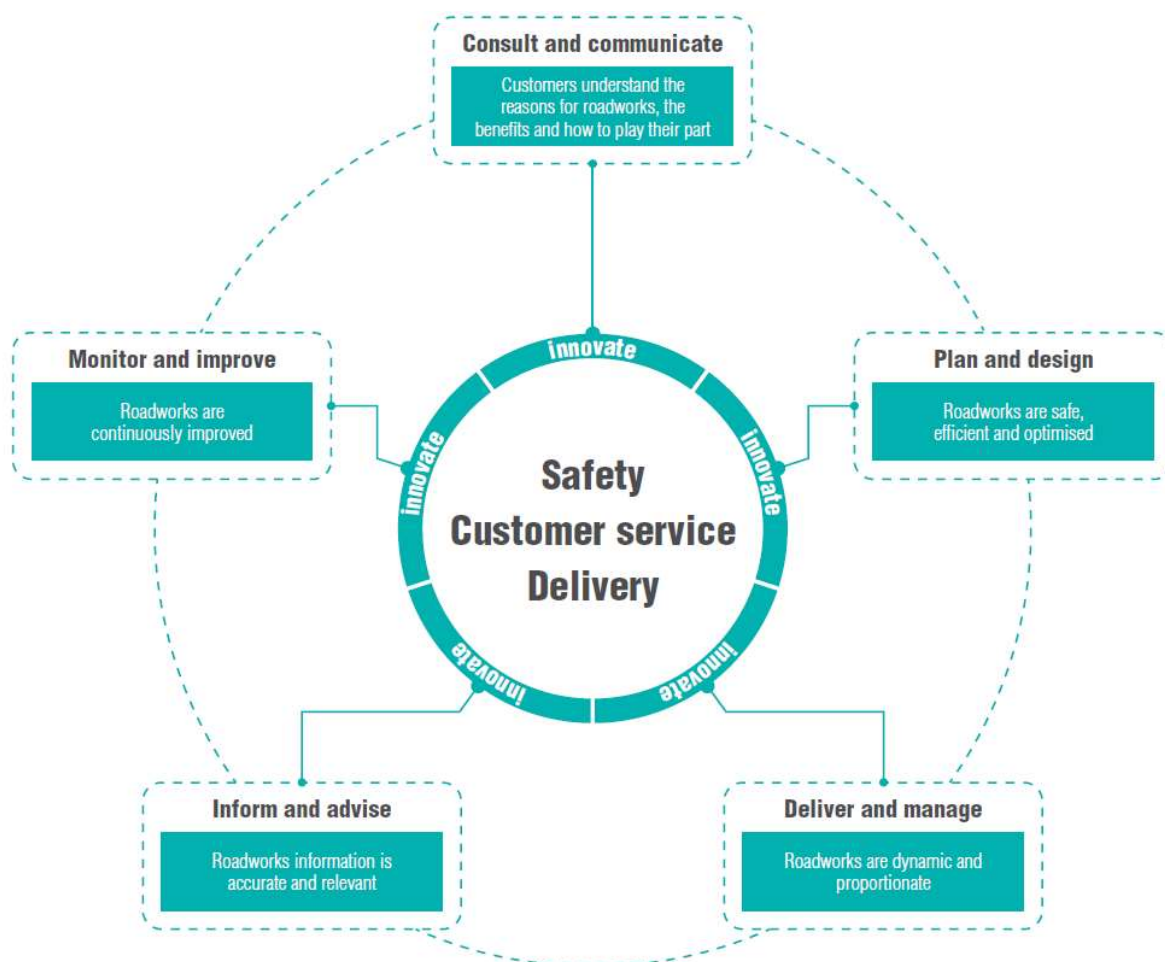 Consult and communicate
Customers understand the
reasons for roadworks, the
benefits and how to play their part
Monitor and improve
Roadworks are
continuously improved
Plan and design
Roadworks are safe,
efficient and optimised
innovate
innovate
innovate
innovate
innovate
Safety
Customer service
Delivery
Inform and advise
Roadworks information is
accurate and relevant
Deliver and manage
Roadworks are dynamic and
proportionate